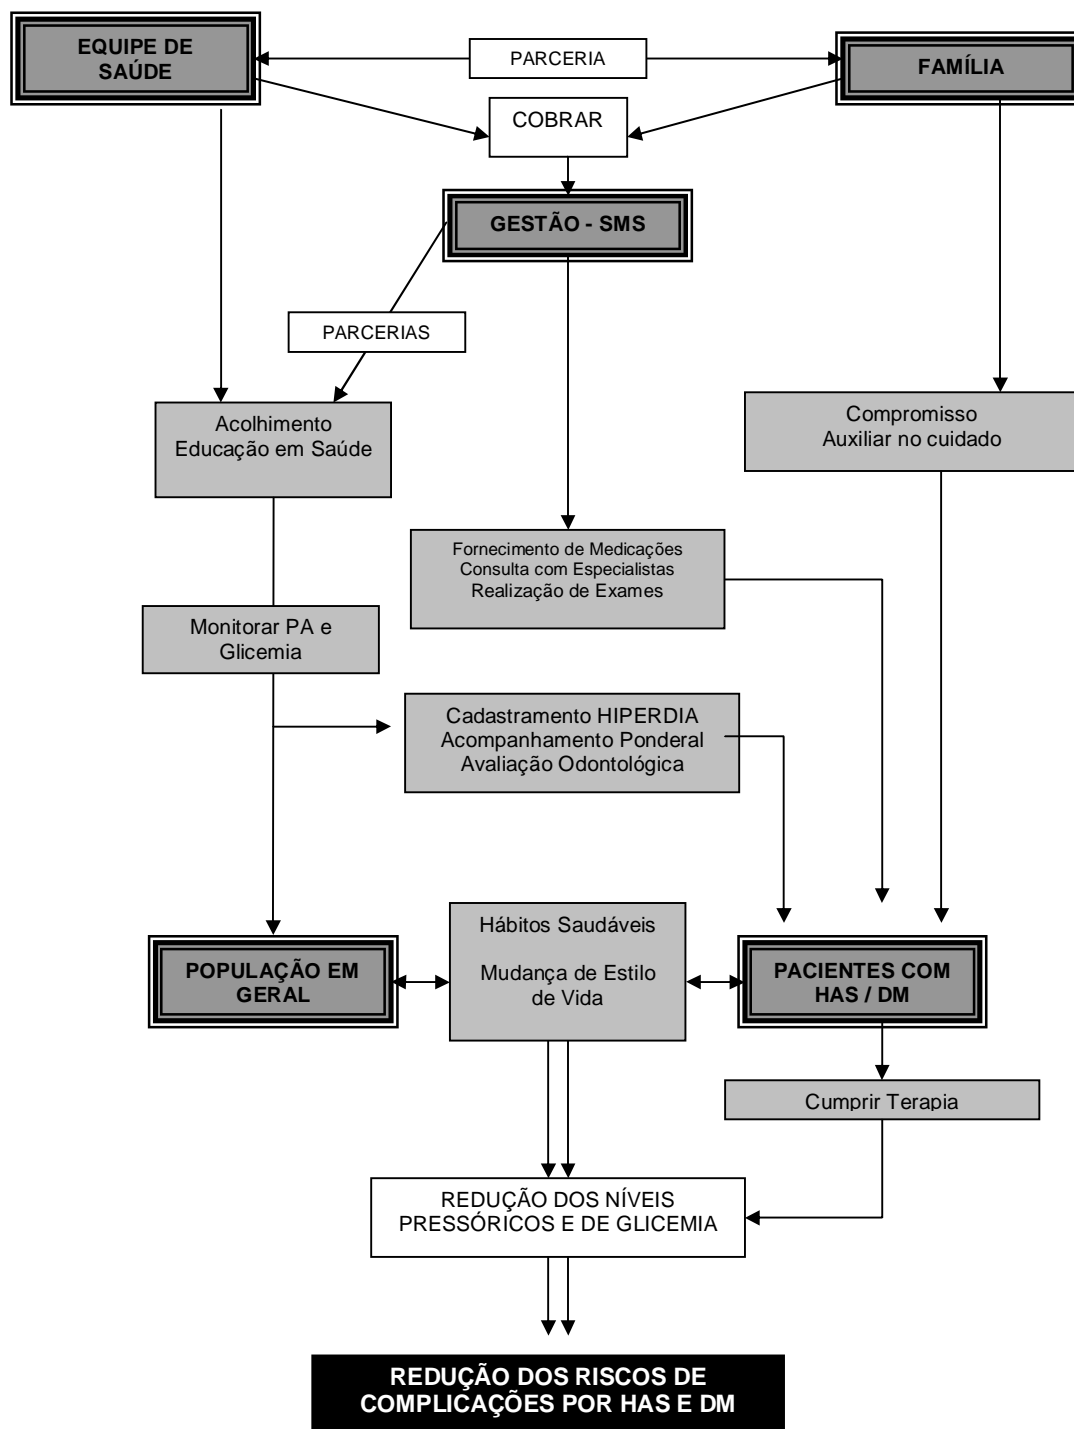 EQUIPE DE
SAÚDE
PARCERIA
FAMÍLIA
COBRAR
GESTÃO - SMS
PARCERIAS
Acolhimento
Educação em Saúde
Compromisso
Auxiliar no cuidado
Fornecimento de Medicações
Consulta com Especialistas
Realização de Exames
Monitorar PA e
Glicemia
Cadastramento HIPERDIA
Acompanhamento Ponderal
Avaliação Odontológica
Hábitos Saudáveis
Mudança de Estilo
de Vida
POPULAÇÃO EM
GERAL
PACIENTES COM
HAS / DM
Cumprir Terapia
REDUÇÃO DOS NÍVEIS
PRESSÓRICOS E DE GLICEMIA
REDUÇÃO DOS RISCOS DE
COMPLICAÇÕES POR HAS E DM